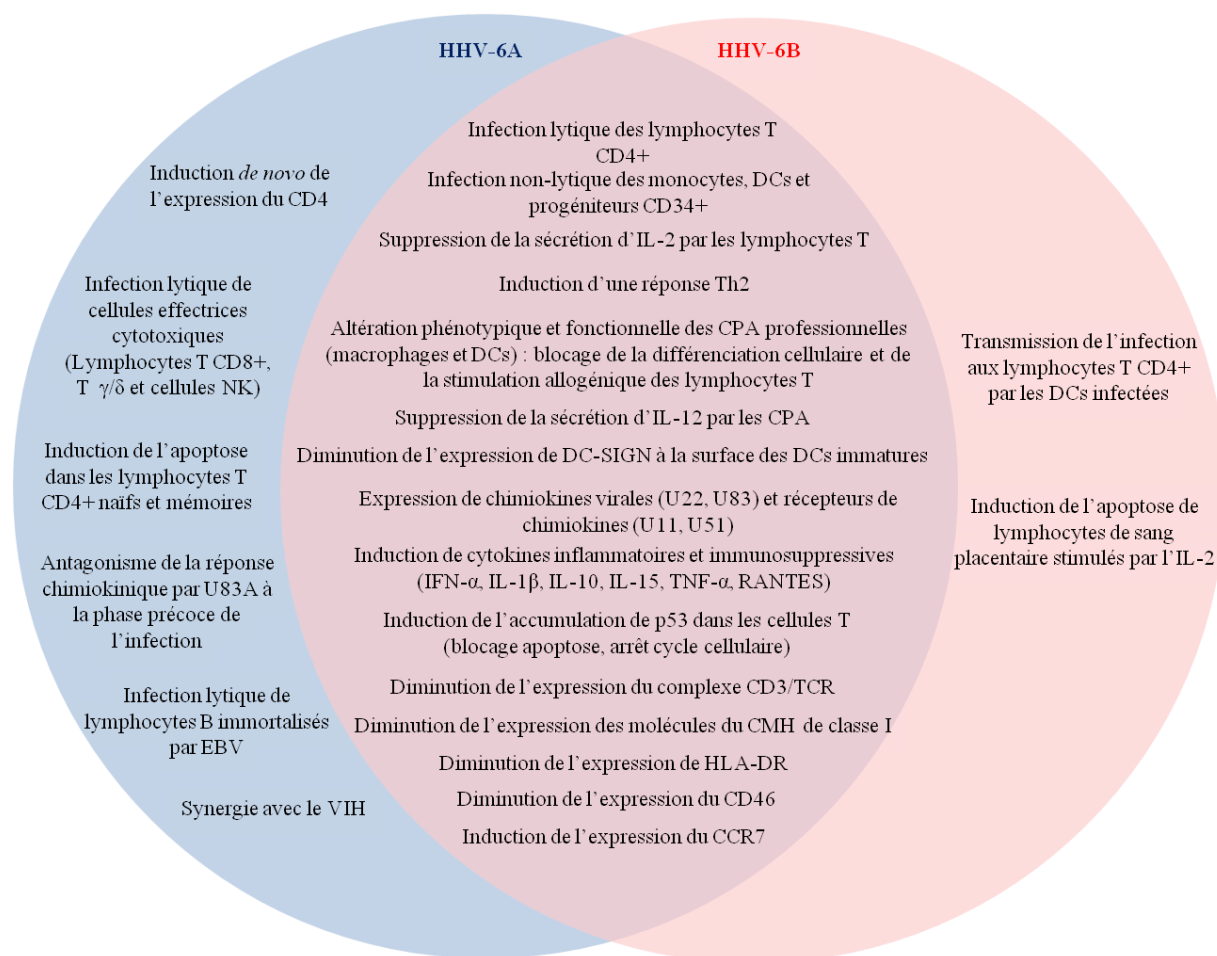 HHV-6A
HHV-6B
Induction de novo de
l’expression du CD4
Infection lytique de
cellules effectrices
cytotoxiques
(Lymphocytes T CD8+,
T γ/δ et cellules NK)
Induction de l’apoptose
dans les lymphocytes T
CD4+ naïfs et mémoires
Antagonisme de la réponse
chimiokinique par U83A à
la phase précoce de
l’infection
Infection lytique de
lymphocytes B immortalisés
par EBV
Synergie avec le VIH
Infection lytique des lymphocytes T
CD4+
Infection non-lytique des monocytes, DCs et
progéniteurs CD34+
Suppression de la sécrétion d’IL-2 par les lymphocytes T
Induction d’une réponse Th2
Altération phénotypique et fonctionnelle des CPA professionnelles
(macrophages et DCs) : blocage de la différenciation cellulaire et de
la stimulation allogénique des lymphocytes T
Suppression de la sécrétion d’IL-12 par les CPA
Diminution de l’expression de DC-SIGN à la surface des DCs immatures
Expression de chimiokines virales (U22, U83) et récepteurs de
chimiokines (U11, U51)
Induction de cytokines inflammatoires et immunosuppressives
(IFN-α, IL-1β, IL-10, IL-15, TNF-α, RANTES)
Induction de l’accumulation de p53 dans les cellules T
(blocage apoptose, arrêt cycle cellulaire)
Diminution de l’expression du complexe CD3/TCR
Diminution de l’expression des molécules du CMH de classe I
Diminution de l’expression de HLA-DR
Diminution de l’expression du CD46
Induction de l’expression du CCR7
Transmission de l’infection
aux lymphocytes T CD4+
par les DCs infectées
Induction de l’apoptose de
lymphocytes de sang
placentaire stimulés par l’IL-2